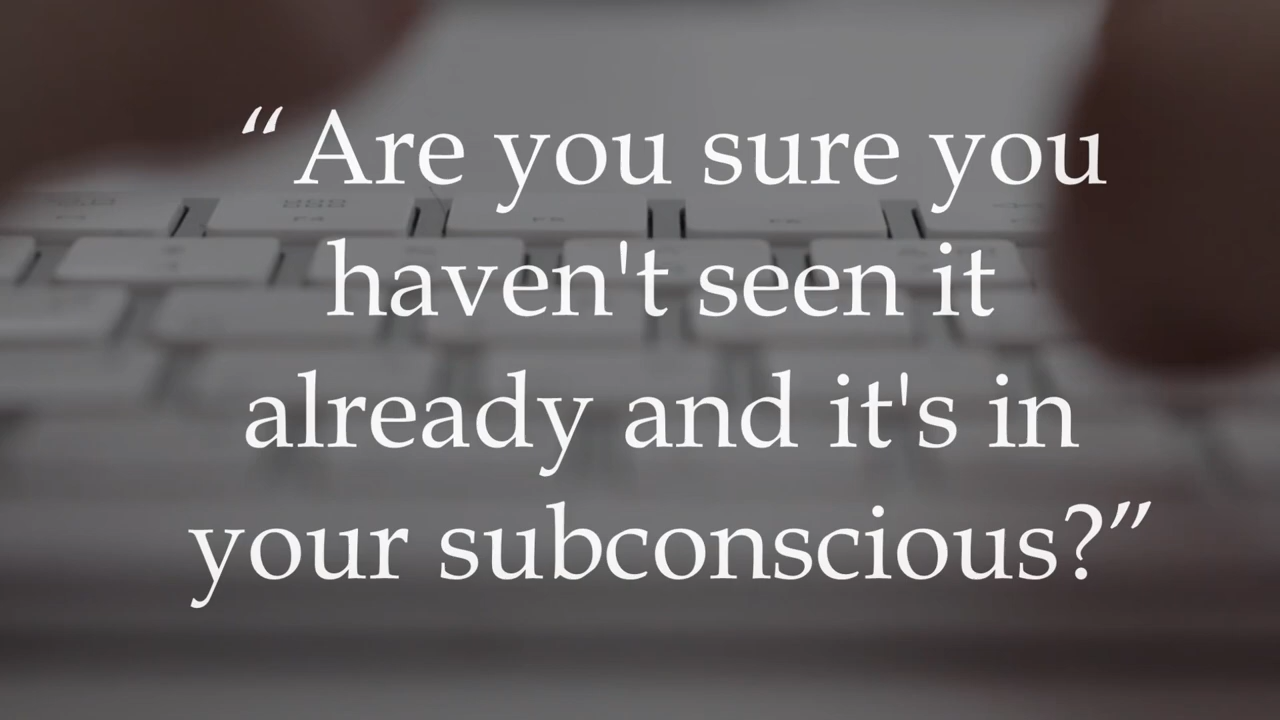 “Are you sure you
haven't seen it
already and it's in
your subconscious?”